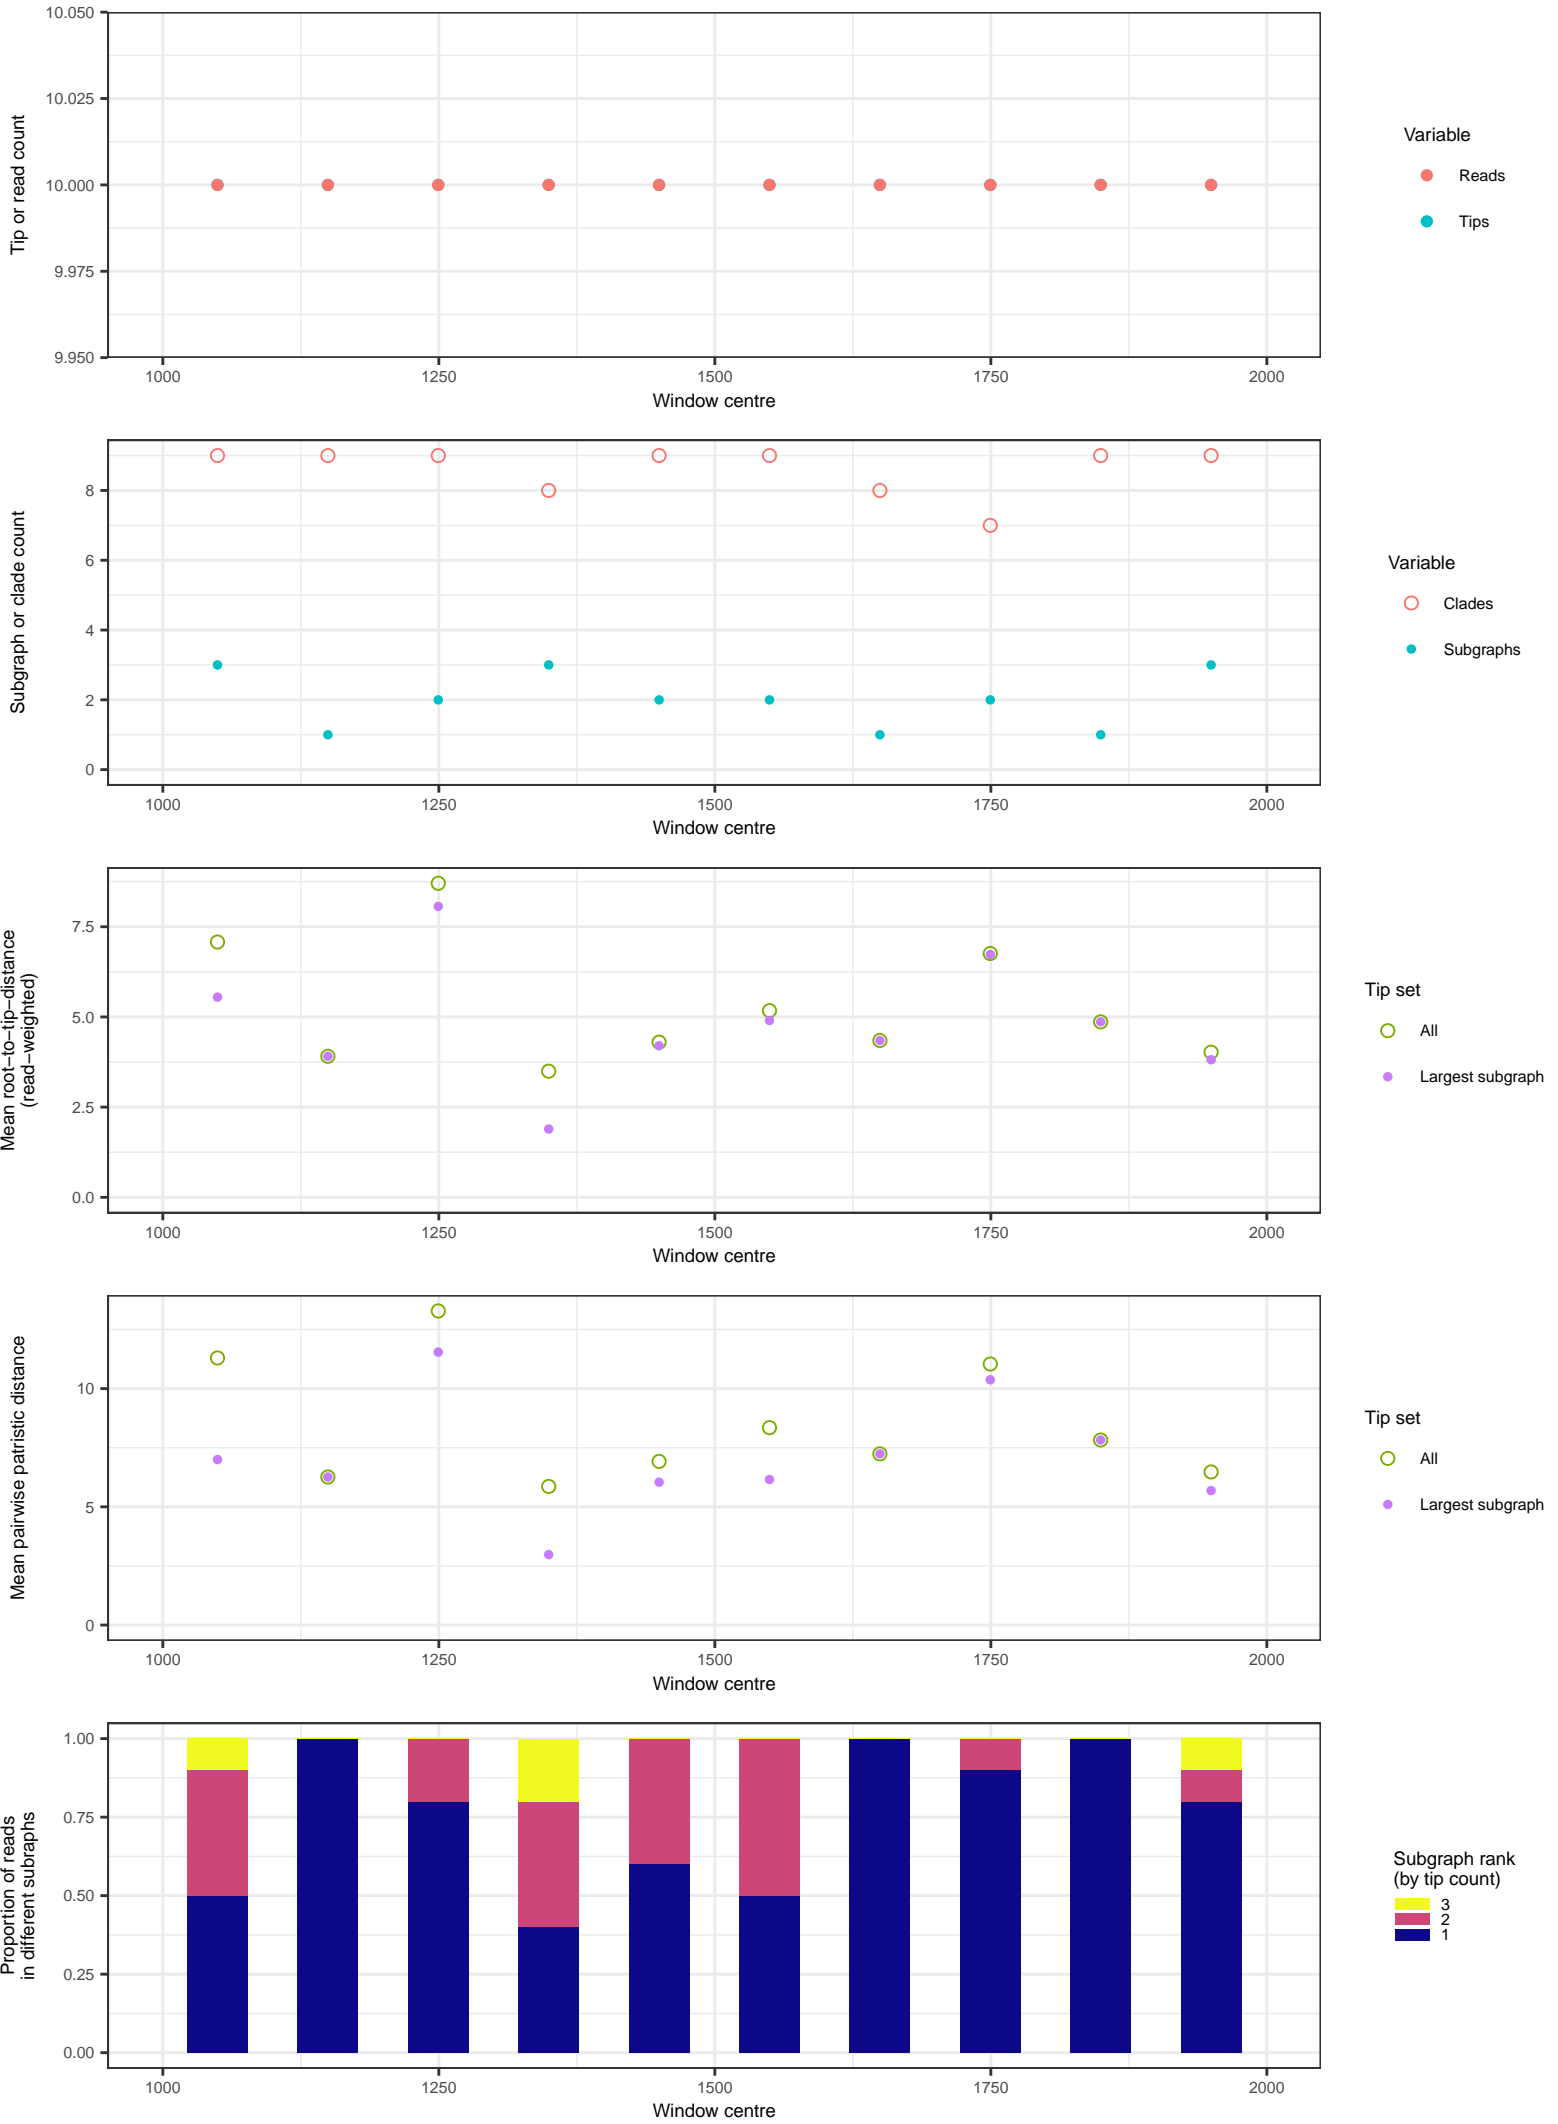 10.050
10.025
10.000
9.975
9.950
Tip or read count
1000 1250 1500 1750 2000
Window centre
Variable
Reads
Tips
8
6
4
2
0
Subgraph or clade count
1000 1250 1500 1750 2000
Window centre
Variable
Clades
Subgraphs
7.5
5.0
2.5
0.0
Mean root−to−tip−distance
(read−weighted)
1000 1250 1500 1750 2000
Window centre
Tip set
All
Largest subgraph
10
5
0
Mean pairwise patristic distance
1000 1250 1500 1750 2000
Window centre
Tip set
All
Largest subgraph
1.00
0.75
0.50
0.25
0.00
Proportion of reads
in different subraphs
1000 1250 1500 1750 2000
Window centre
Subgraph rank
(by tip count)
3
2
1